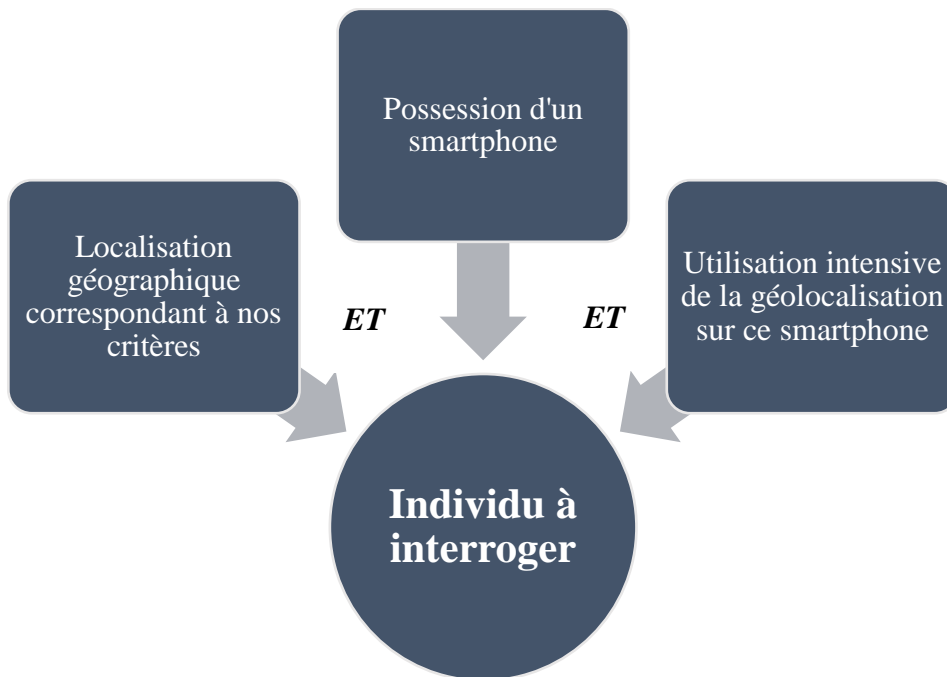 Possession d'un
smartphone
Localisation
géographique
correspondant à nos
critères
ET
ET
Utilisation intensive
de la géolocalisation
sur ce smartphone
Individu à
interroger